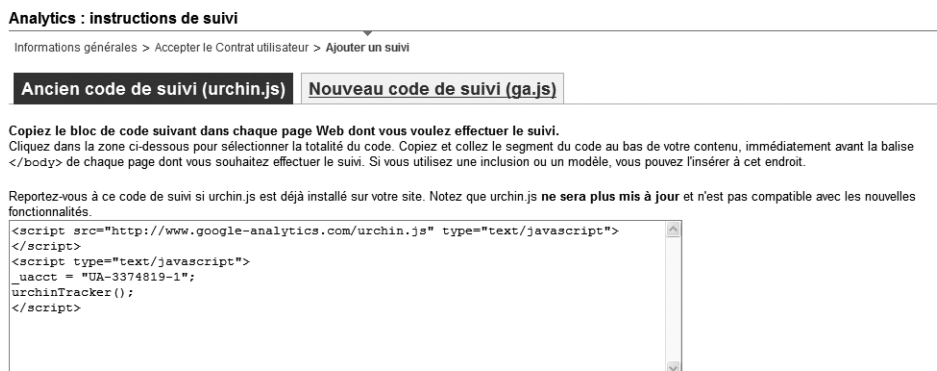 Analytics : instructions de suivi
Informations générales > Accepter le Contrat utilisateur > Ajouter un suivi
Ancien code de suivi (urchin.js) Nouveau code de suivi (ga.js)
Copiez le bloc de code suivant dans chaque page Web dont vous voulez effectuer le suivi.
Cliquez dans la zone ci-dessous pour sélectionner la totalité du code. Copiez et collez le segment du code au bas de votre contenu, immédiatement avant la balise
</body> de chaque page dont vous souhaitez effectuer le suivi. Si vous utilisez une inclusion ou un modèle, vous pouvez l'insérer à cet endroit.
Reportez-vous à ce code de suivi si urchin.js est déjà installé sur votre site. Notez que urchin.js ne sera plus mis à jour et n'est pas compatible avec les nouvelles
fonctionnalités.
<script src="http://www.google-analytics.com/urchin.js" type="text/javascript">
</script>
<script type="text/javascript">
_uacct = "UA-3374819-1";
urchinTracker();
</script>